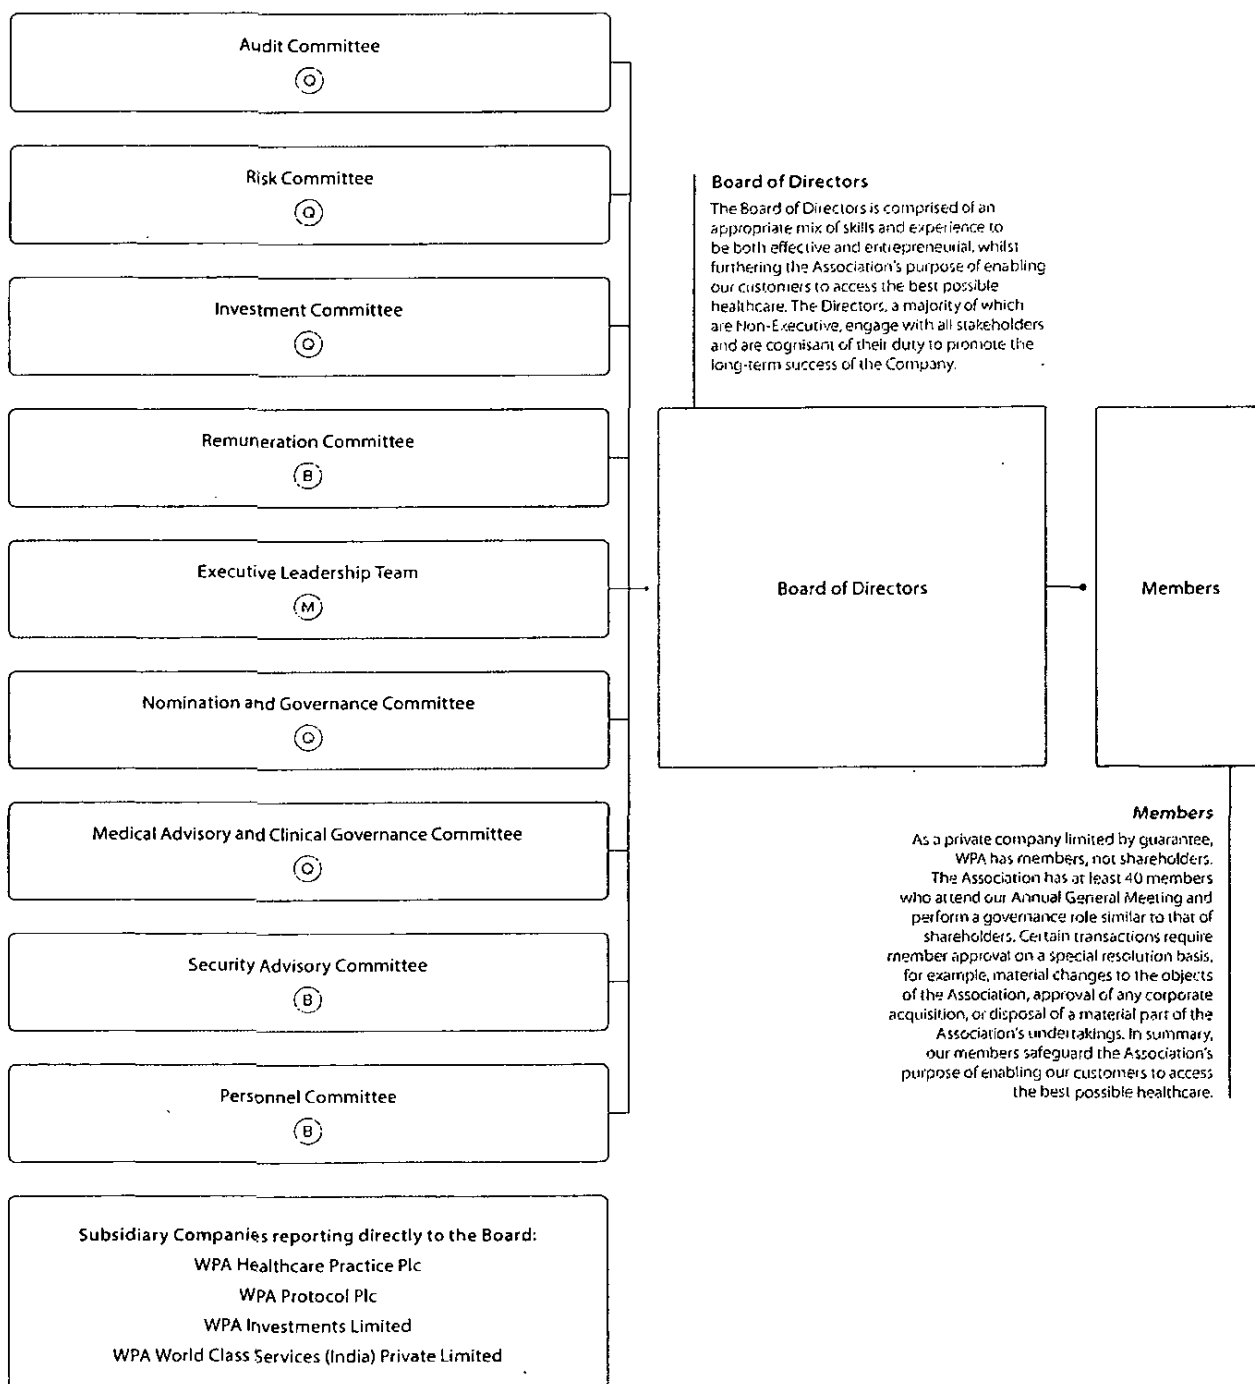 Audit Committee
Q
Risk Committee
Q
Investment Committee
Q
Remuneration Committee
B
Executive Leadership Team
M
Nomination and Governance Committee
Q
Medical Advisory and Clinical Governance Committee
Q
Security Advisory Committee
B
Personnel Committee
B
Subsidiary Companies reporting directly to the Board:
WPA Healthcare Practice Plc
WPA Protocol Plc
WPA Investments Limited
WPA World Class Services (India) Private Limited
Board of Directors
The Board of Directors is comprised of an
appropriate mix of skills and experience to
be both effective and entrepreneurial, whilst
furthering the Association's purpose of enabling
our customers to access the best possible
healthcare. The Directors, a majority of which
are Non-Executive, engage with all stakeholders
and are cognisant of their duty to promote the
long-term success of the Company.
Board of Directors
Members
Members
As a private company limited by guarantee,
WPA has members, not shareholders.
The Association has at least 40 members
who attend our Annual General Meeting and
perform a governance role similar to that of
shareholders. Certain transactions require
member approval on a special resolution basis,
for example, material changes to the objects
of the Association, approval of any corporate
acquisition, or disposal of a material part of the
Association's undertakings. In summary,
our members safeguard the Association's
purpose of enabling our customers to access
the best possible healthcare.